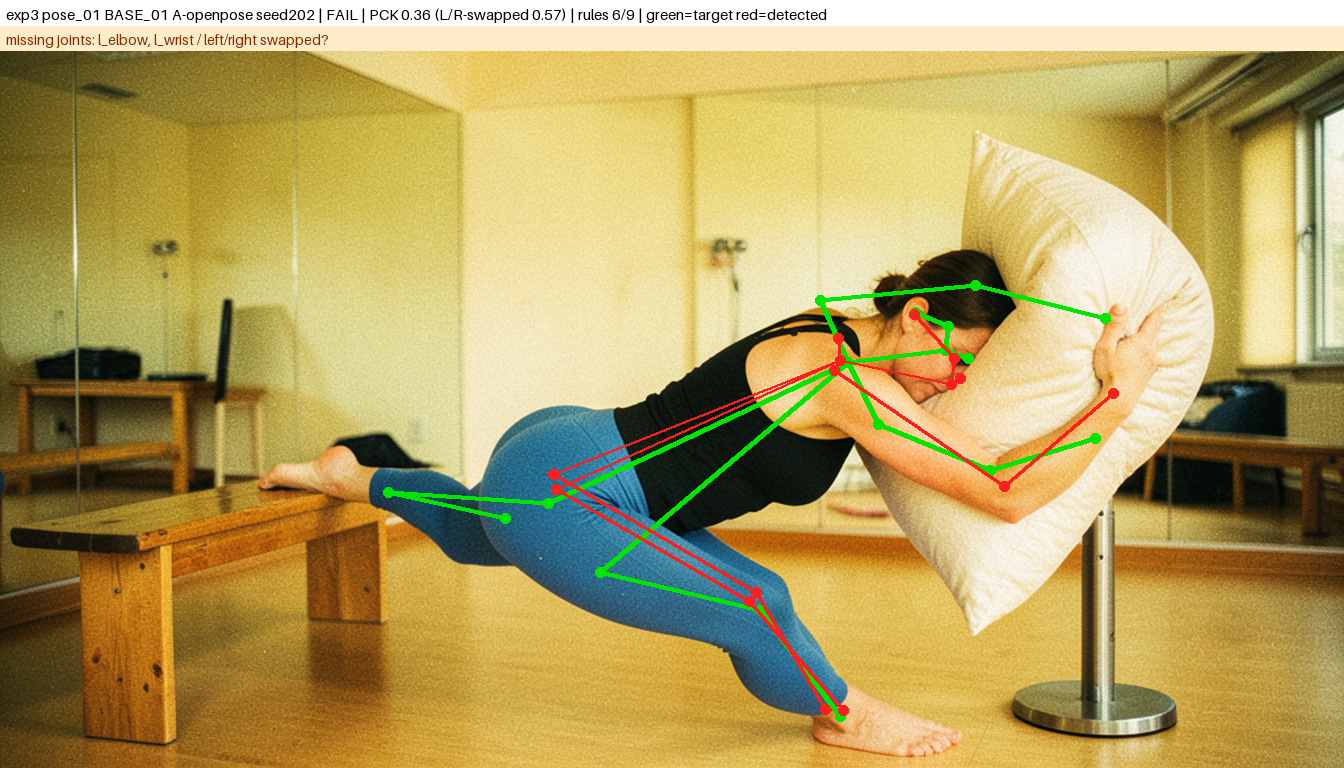 exp3 pose_01 BASE_01 A-openpose seed202 | FAIL | PCK 0.36 (L/R-swapped 0.57) | rules 6/9 | green=target red=detected
missing joints: l_elbow, l_wrist / left/right swapped?